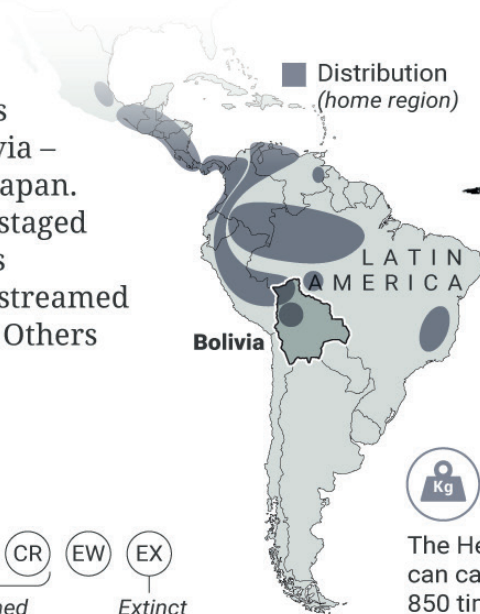 s
via –
apan.
staged
s
streamed
Others
Distribution
(home region)
LATIN
AMERICA
Bolivia
Kg
The He
can ca
850 tin
CR
EW
EX
ned
Extinct